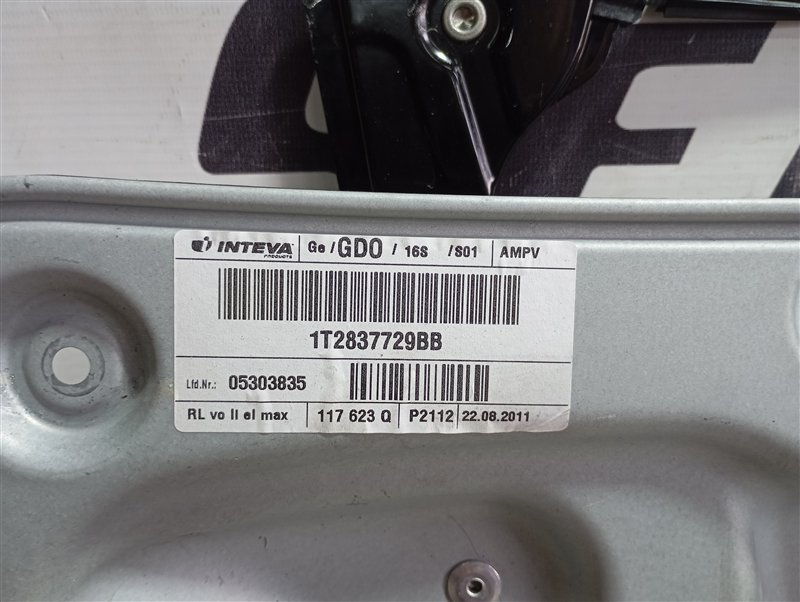 INTEVA PRODUCTS Ge / GDO / 16S / S01 AMPV
1T2837729BB
Lfd.Nr.: 05303835
RL vo li el max 117 623 Q P2112 22.08.2011